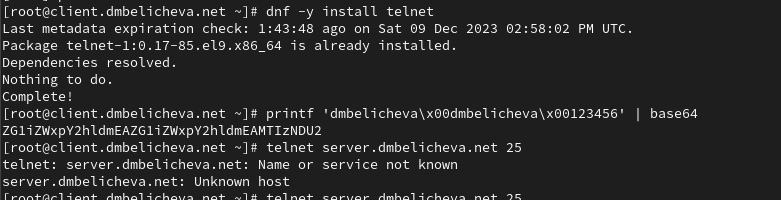 [root@client.dmbelicheva.net ~]# dnf -y install telnet
Last metadata expiration check: 1:43:48 ago on Sat 09 Dec 2023 02:58:02 PM UTC.
Package telnet-1:0.17-85.el9.x86_64 is already installed.
Dependencies resolved.
Nothing to do.
Complete!
[root@client.dmbelicheva.net ~]# printf 'dmbelicheva\x00dmbelicheva\x00123456' | base64
ZG1iZWxpY2hldmEAZG1iZWxpY2hldmEAMTIzNDU2
[root@client.dmbelicheva.net ~]# telnet server.dmbelicheva.net 25
telnet: server.dmbelicheva.net: Name or service not known
server.dmbelicheva.net: Unknown host
[root@client.dmbelicheva.net ~]# telnet server.dmbelicheva.net 25